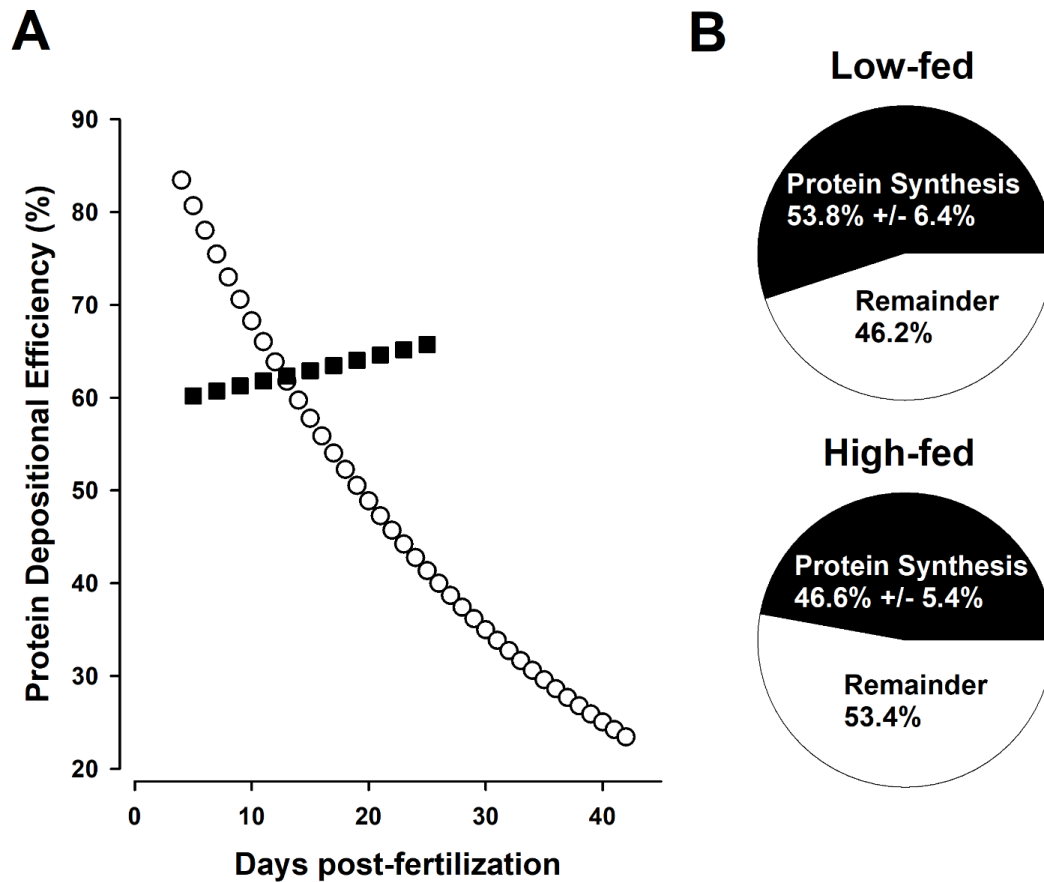 A
Protein Depositional Efficiency (%)
90
80
70
60
50
40
30
20
0
10
20
30
40
Days post-fertilization
B
Low-fed
Protein Synthesis
53.8% +/- 6.4%
Remainder
46.2%
High-fed
Protein Synthesis
46.6% +/- 5.4%
Remainder
53.4%